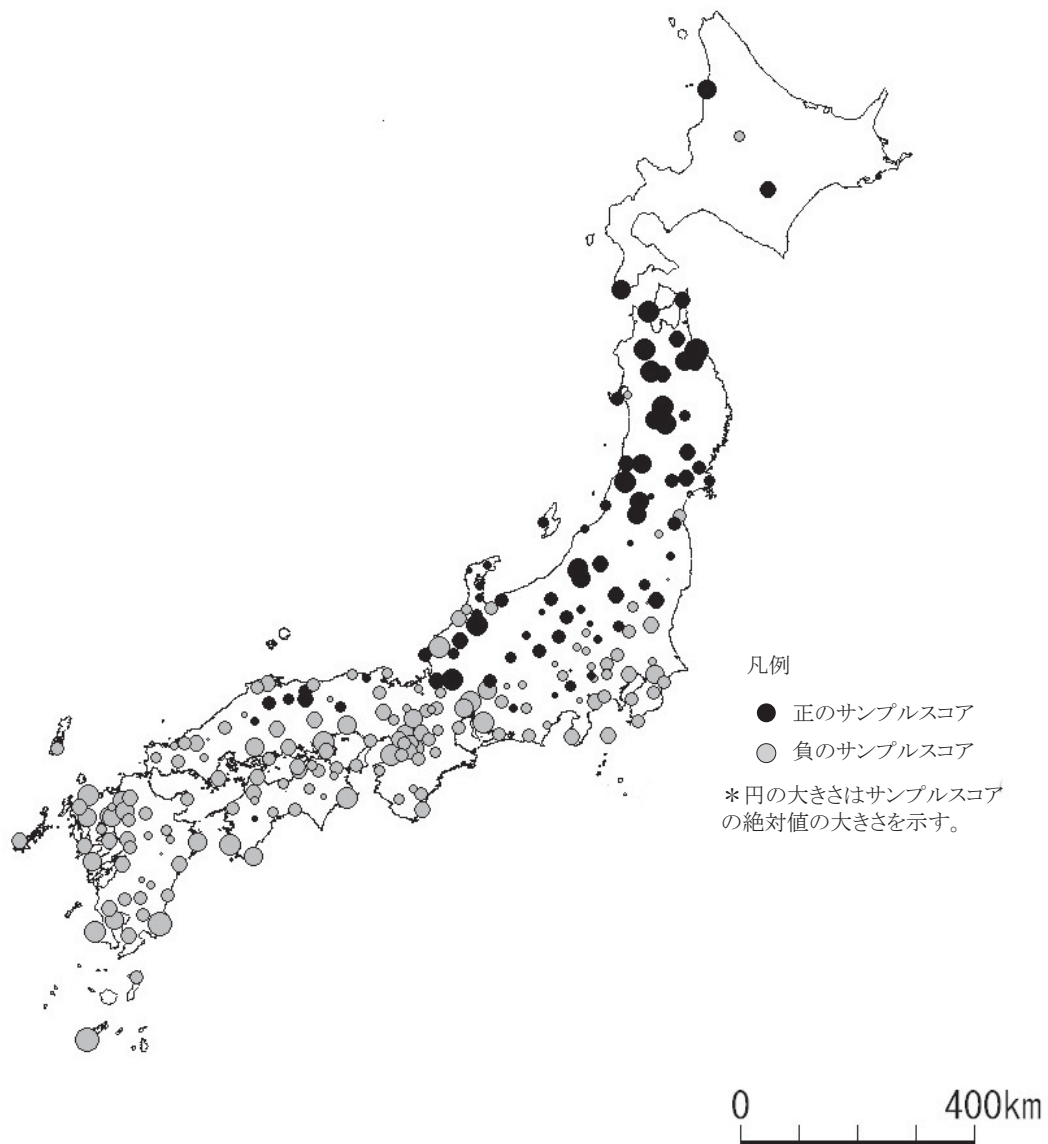 凡例
正のサンプルスコア
負のサンプルスコア
＊円の大きさはサンプルスコア
の絶対値の大きさを示す。
0 400km